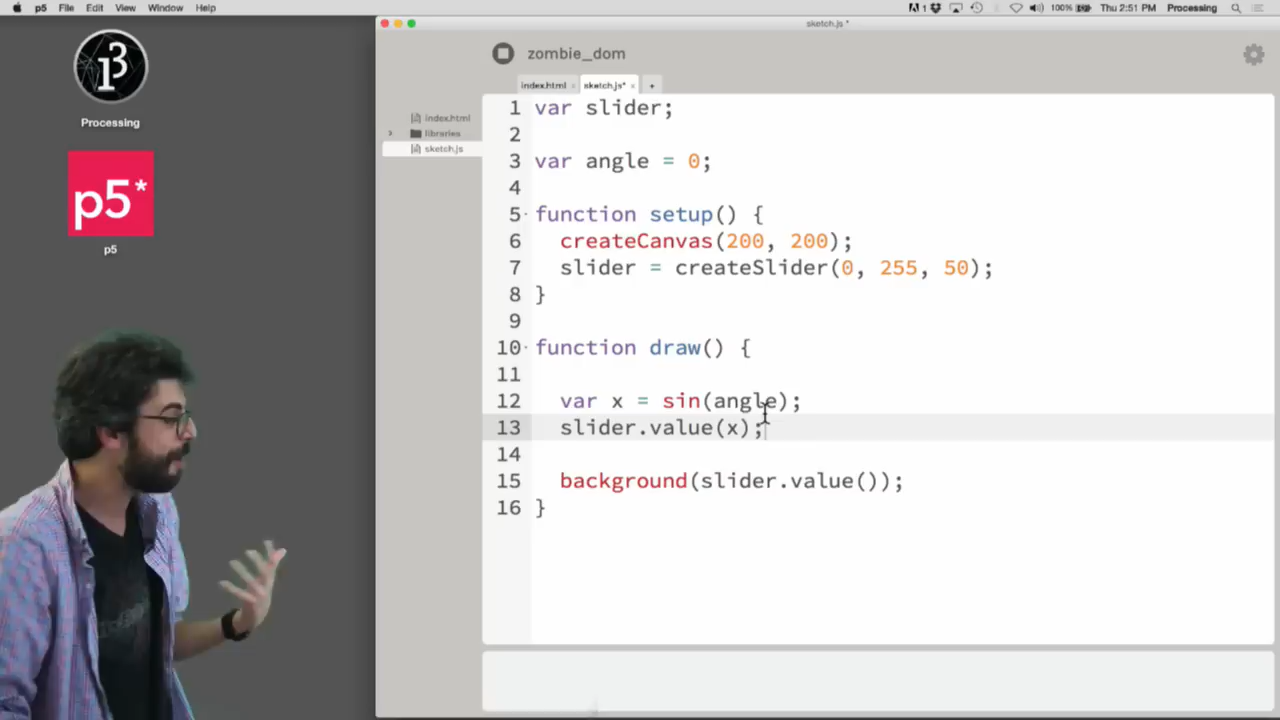 p5 File Edit View Window Help
1 100% Thu 2:51 PM Processing
sketch.js *
Processing
p5*
p5
zombie_dom
index.html × sketch.js* × +
index.html
libraries
sketch.js
1 var slider;
2
3 var angle = 0;
4
5 function setup() {
6 createCanvas(200, 200);
7 slider = createSlider(0, 255, 50);
8 }
9
10 function draw() {
11
12 var x = sin(angle);
13 slider.value(x);
14
15 background(slider.value());
16 }